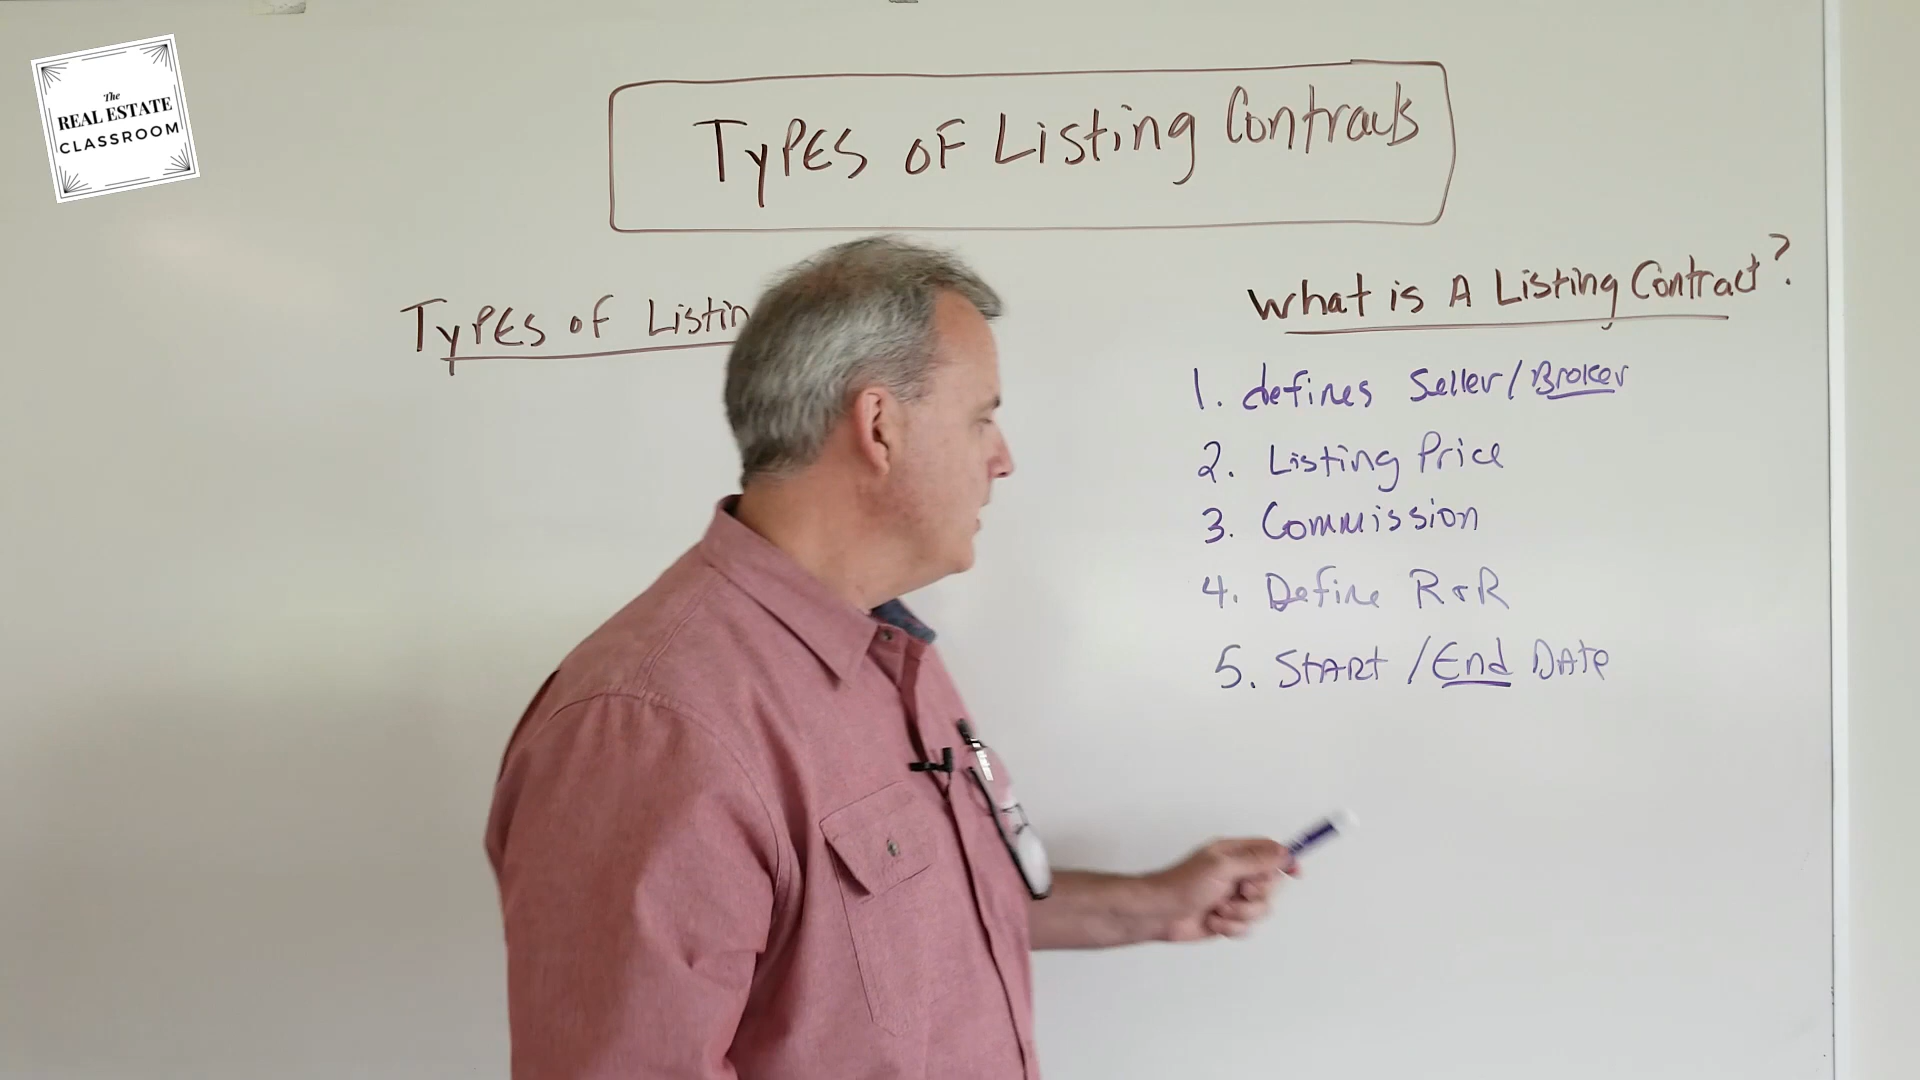 The
REAL ESTATE
CLASSROOM
TYPES OF Listing Contracts
TYPES OF Listin
What is A Listing Contract?
1. defines Seller/Broker
2. Listing Price
3. Commission
4. Define R&R
5. START / End DATE